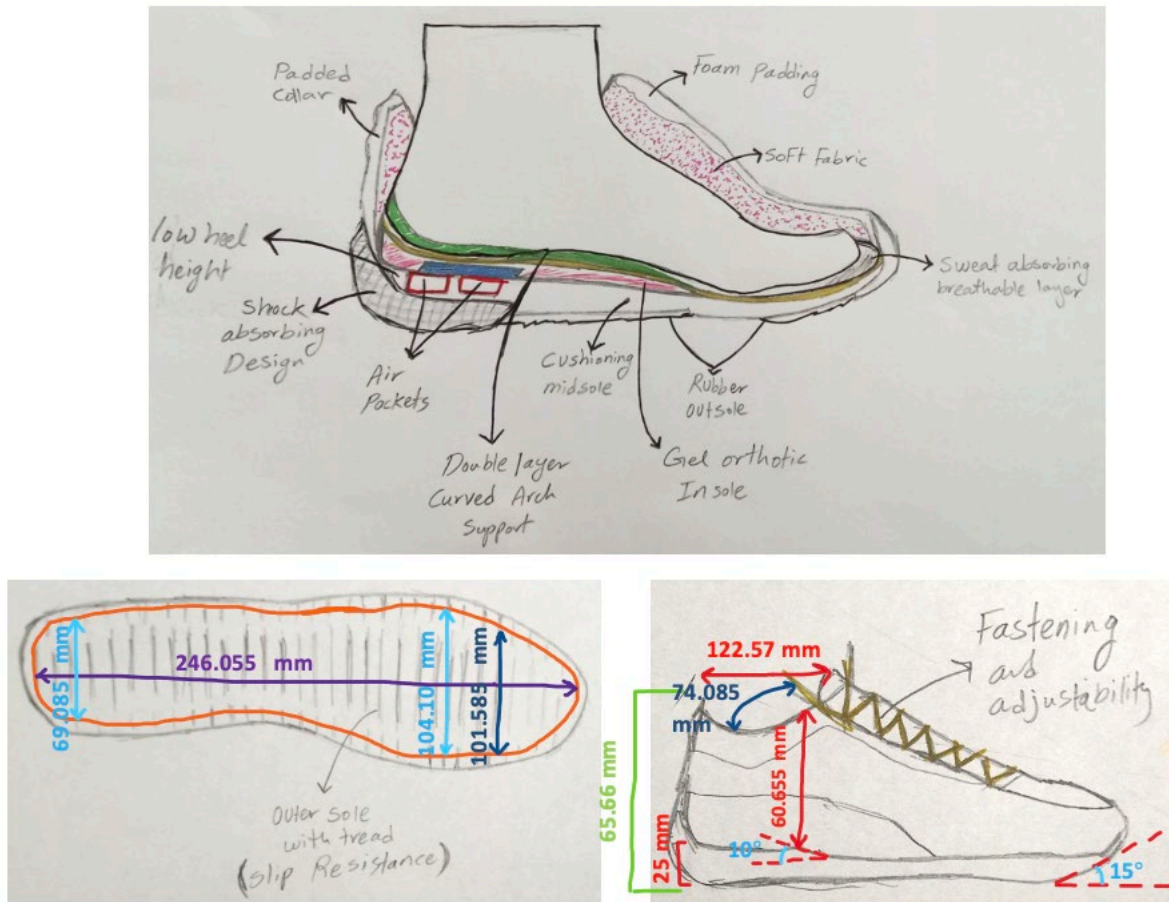 Padded
Collar
Foam Padding
Soft Fabric
low heel
height
Shock
absorbing
Design
Air
Pockets
Cushioning
midsole
Rubber
outsole
Sweat absorbing
breathable layer
Double layer
Curved Arch
Support
Gel orthotic
Insole
69.085 mm
246.055 mm
104.10 mm
101.585 mm
outer sole
with tread
(slip Resistance)
Fastening
and
adjustability
122.57 mm
74.085
mm
65.66 mm
60.655 mm
25 mm
10°
15°